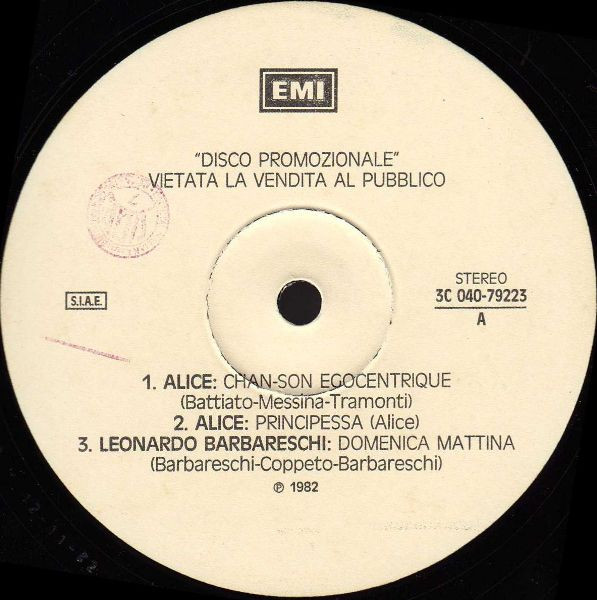 EMI
"DISCO PROMOZIONALE"
VIETATA LA VENDITA AL PUBBLICO
S.I.A.E.
STEREO
3C 040-79223
A
1. ALICE: CHAN-SON EGOCENTRIQUE
(Battiato-Messina-Tramonti)
2. ALICE: PRINCIPESSA (Alice)
3. LEONARDO BARBARESCHI: DOMENICA MATTINA
(Barbareschi-Coppeto-Barbareschi)
℗ 1982